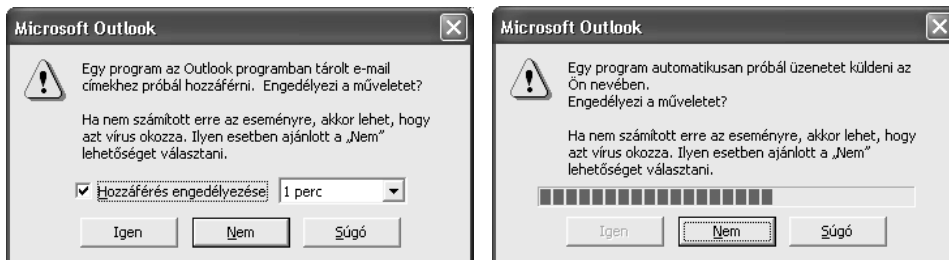 Microsoft Outlook
Egy program az Outlook programban tárolt e-mail
címekhez próbál hozzáférni. Engedélyezi a műveletet?
Ha nem számított erre az eseményre, akkor lehet, hogy
azt vírus okozza. Ilyen esetben ajánlott a „Nem”
lehetőséget választani.
Hozzáférés engedélyezése
1 perc
Igen
Nem
Súgó
Microsoft Outlook
Egy program automatikusan próbál üzenetet küldeni az
Ön nevében.
Engedélyezi a műveletet?
Ha nem számított erre az eseményre, akkor lehet, hogy
azt vírus okozza. Ilyen esetben ajánlott a „Nem”
lehetőséget választani.
Igen
Nem
Súgó